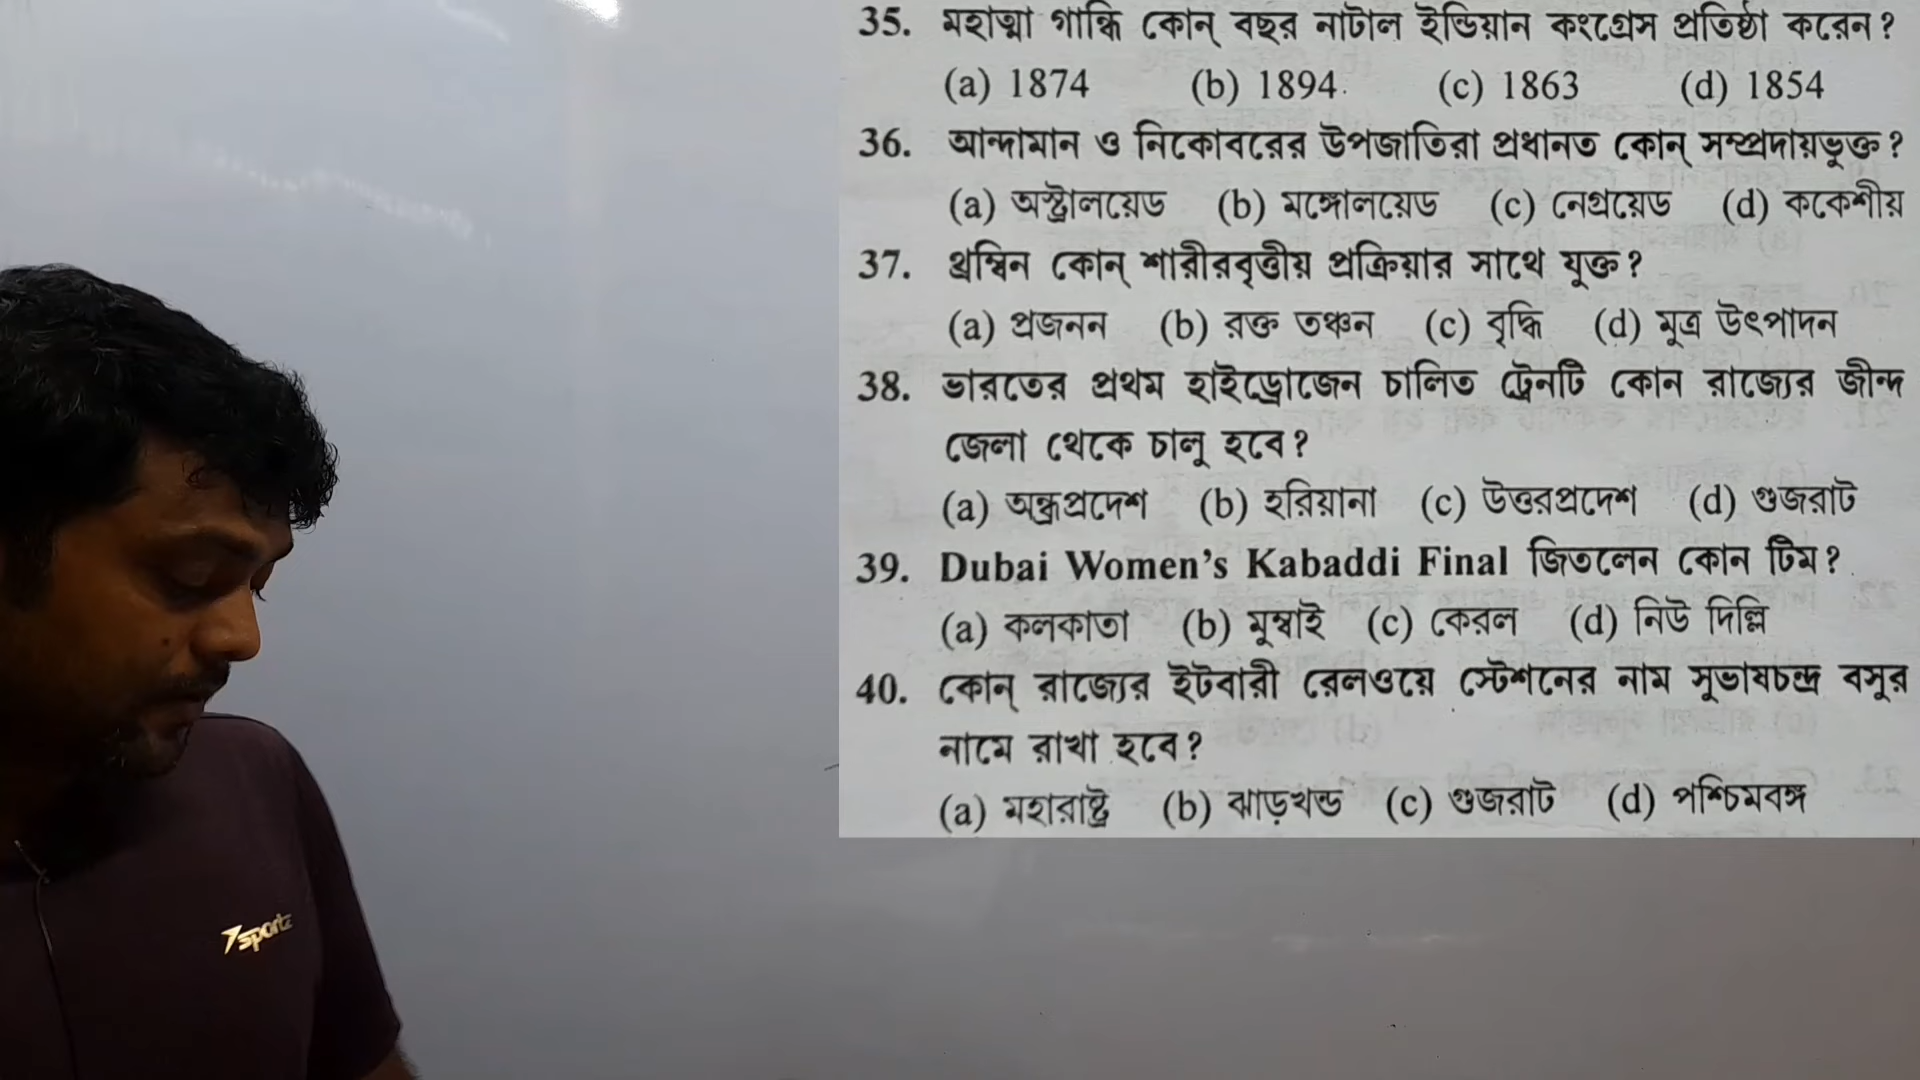 35. মহাত্মা গান্ধি কোন্ বছর নাটাল ইন্ডিয়ান কংগ্রেস প্রতিষ্ঠা করেন?
(a) 1874 (b) 1894 (c) 1863 (d) 1854
36. আন্দামান ও নিকোবরের উপজাতিরা প্রধানত কোন্ সম্প্রদায়ভুক্ত?
(a) অস্ট্রালয়েড (b) মঙ্গোলয়েড (c) নেগ্রয়েড (d) ককেশীয়
37. থ্রম্বিন কোন্ শারীরবৃত্তীয় প্রক্রিয়ার সাথে যুক্ত?
(a) প্রজনন (b) রক্ত তঞ্চন (c) বৃদ্ধি (d) মূত্র উৎপাদন
38. ভারতের প্রথম হাইড্রোজেন চালিত ট্রেনটি কোন রাজ্যের জীন্দ
জেলা থেকে চালু হবে?
(a) অন্ধ্রপ্রদেশ (b) হরিয়ানা (c) উত্তরপ্রদেশ (d) গুজরাট
39. Dubai Women's Kabaddi Final জিতলেন কোন টিম?
(a) কলকাতা (b) মুম্বাই (c) কেরল (d) নিউ দিল্লি
40. কোন্ রাজ্যের ইটবারী রেলওয়ে স্টেশনের নাম সুভাষচন্দ্র বসুর
নামে রাখা হবে?
(a) মহারাষ্ট্র (b) ঝাড়খন্ড (c) গুজরাট (d) পশ্চিমবঙ্গ
7sportz